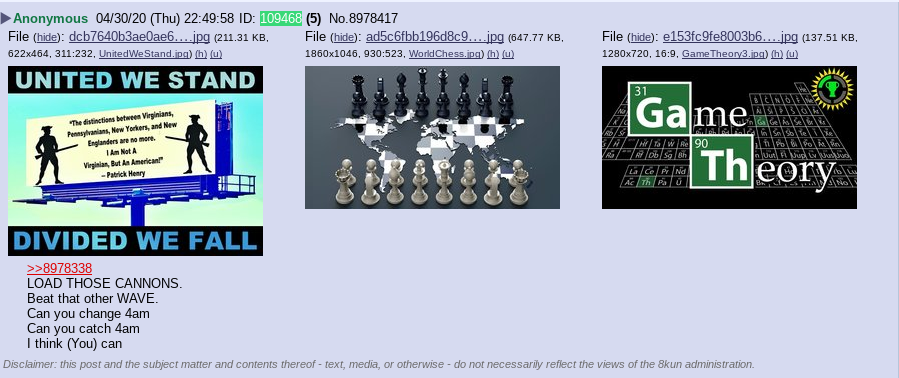 Anonymous 04/30/20 (Thu) 22:49:58 ID: 109468 (5) No.8978417
File (hide): dcb7640b3ae0ae6….jpg (211.31 KB,
622x464, 311:232, UnitedWeStand.jpg) (h) (u)
UNITED WE STAND
"The distinctions between Virginians,
Pennsylvanians, New Yorkers, and New
Englanders are no more.
I Am Not A
Virginian, But An American!"
– Patrick Henry
DIVIDED WE FALL
File (hide): ad5c6fbb196d8c9….jpg (647.77 KB,
1860x1046, 930:523, WorldChess.jpg) (h) (u)
File (hide): e153fc9fe8003b6….jpg (137.51 KB,
1280x720, 16:9, GameTheory3.jpg) (h) (u)
31
Game
90
Theory
>>8978338
LOAD THOSE CANNONS.
Beat that other WAVE.
Can you change 4am
Can you catch 4am
I think (You) can
Disclaimer: this post and the subject matter and contents thereof - text, media, or otherwise - do not necessarily reflect the views of the 8kun administration.